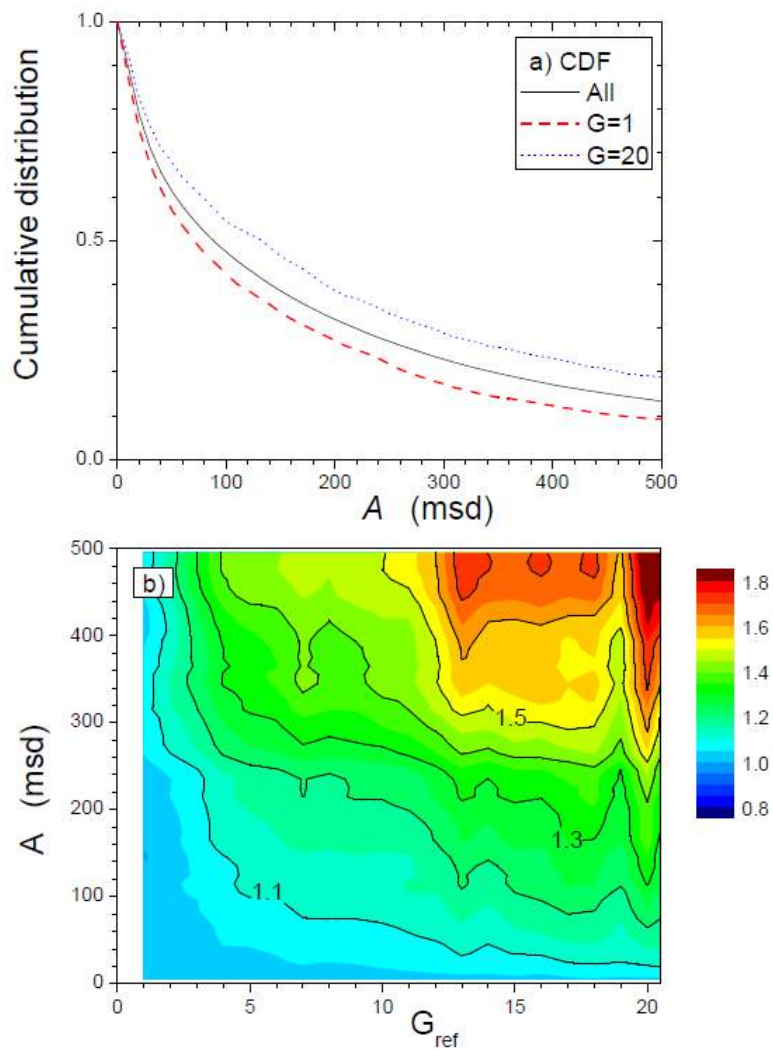 1.0
a) CDF
All
G=1
G=20
Cumulative distribution
0.5
0.0
0 100 200 300 400 500
A (msd)
500
b)
400
300
200
100
0
A (msd)
1.5
1.3
1.1
0 5 10 15 20
G_ref
1.8
1.6
1.4
1.2
1.0
0.8